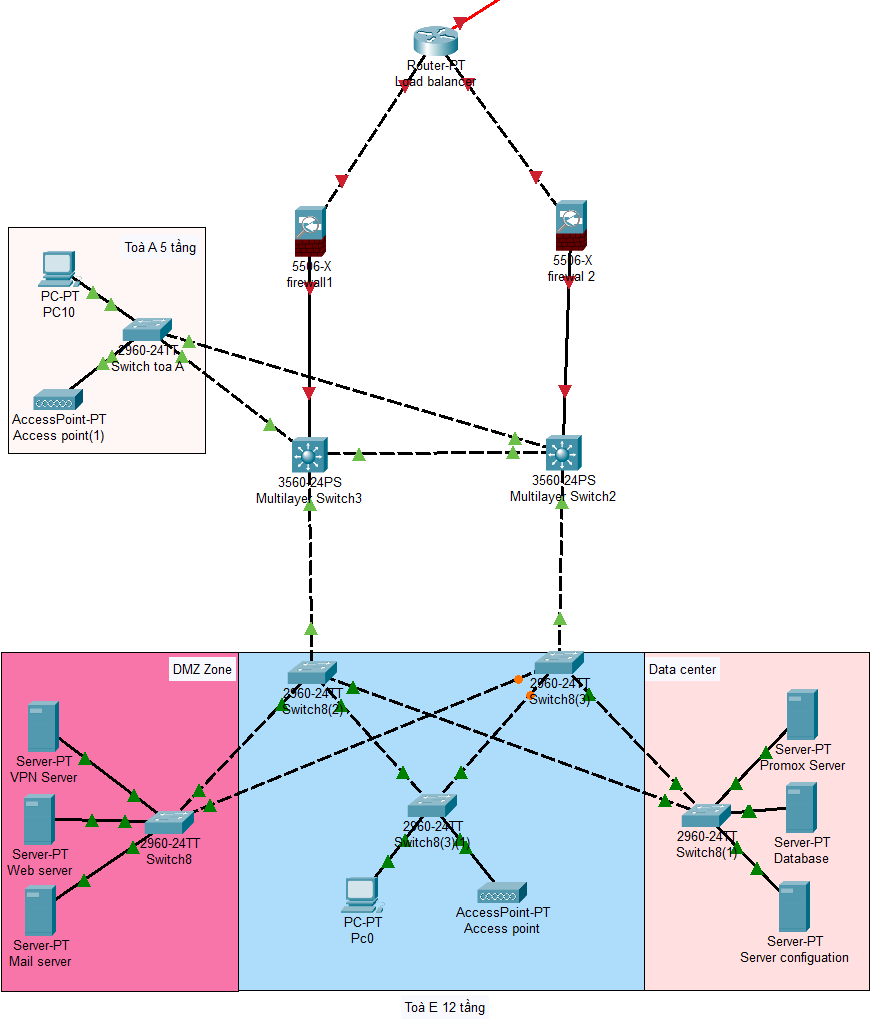 Router-PT
Load balancer
5506-X
firewall1
5506-X
firewal 2
Toà A 5 tầng
PC-PT
PC10
2960-24TT
Switch toa A
AccessPoint-PT
Access point(1)
3560-24PS
Multilayer Switch3
3560-24PS
Multilayer Switch2
DMZ Zone
Data center
2960-24TT
Switch8(2)
2960-24TT
Switch8(3)
Server-PT
VPN Server
Server-PT
Web server
Server-PT
Mail server
2960-24TT
Switch8
2960-24TT
Switch8(3)(1)
PC-PT
Pc0
AccessPoint-PT
Access point
2960-24TT
Switch8(1)
Server-PT
Promox Server
Server-PT
Database
Server-PT
Server configuation
Toà E 12 tầng